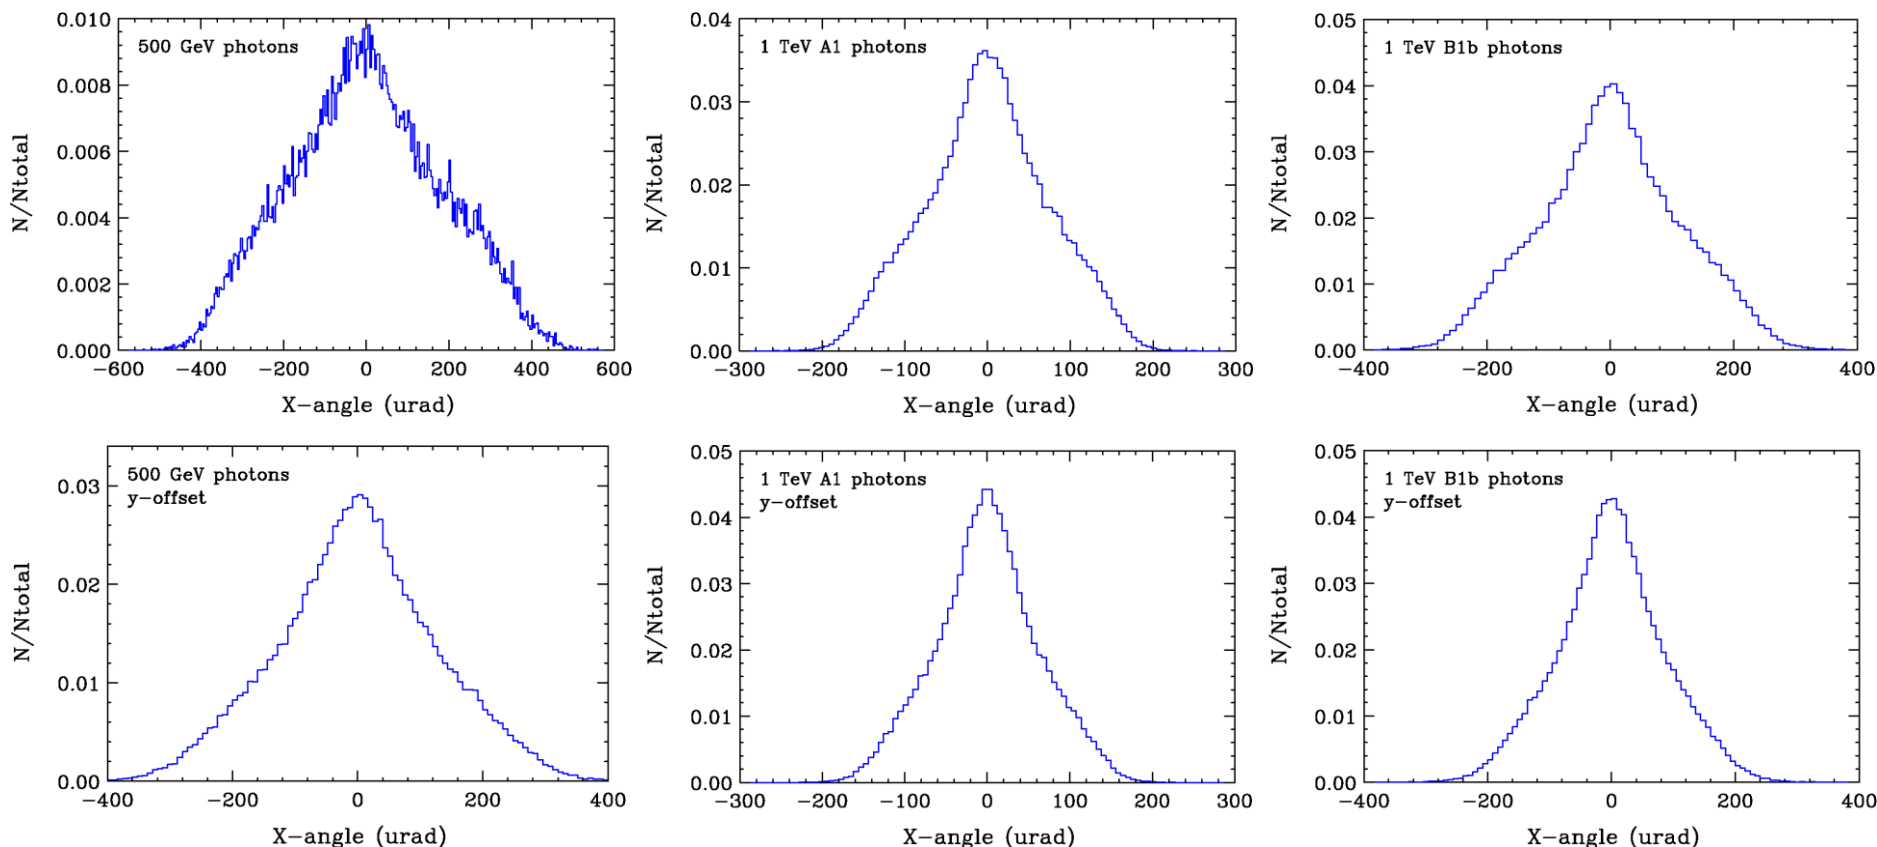 500 GeV photons
N/Ntotal
0.010
0.008
0.006
0.004
0.002
0.000
−600 −400 −200 0 200 400 600
X−angle (urad)
1 TeV A1 photons
N/Ntotal
0.04
0.03
0.02
0.01
0.00
−300 −200 −100 0 100 200 300
X−angle (urad)
1 TeV B1b photons
N/Ntotal
0.05
0.04
0.03
0.02
0.01
0.00
−400 −200 0 200 400
X−angle (urad)
500 GeV photons
y−offset
N/Ntotal
0.03
0.02
0.01
0.00
−400 −200 0 200 400
X−angle (urad)
1 TeV A1 photons
y−offset
N/Ntotal
0.05
0.04
0.03
0.02
0.01
0.00
−300 −200 −100 0 100 200 300
X−angle (urad)
1 TeV B1b photons
y−offset
N/Ntotal
0.05
0.04
0.03
0.02
0.01
0.00
−400 −200 0 200 400
X−angle (urad)